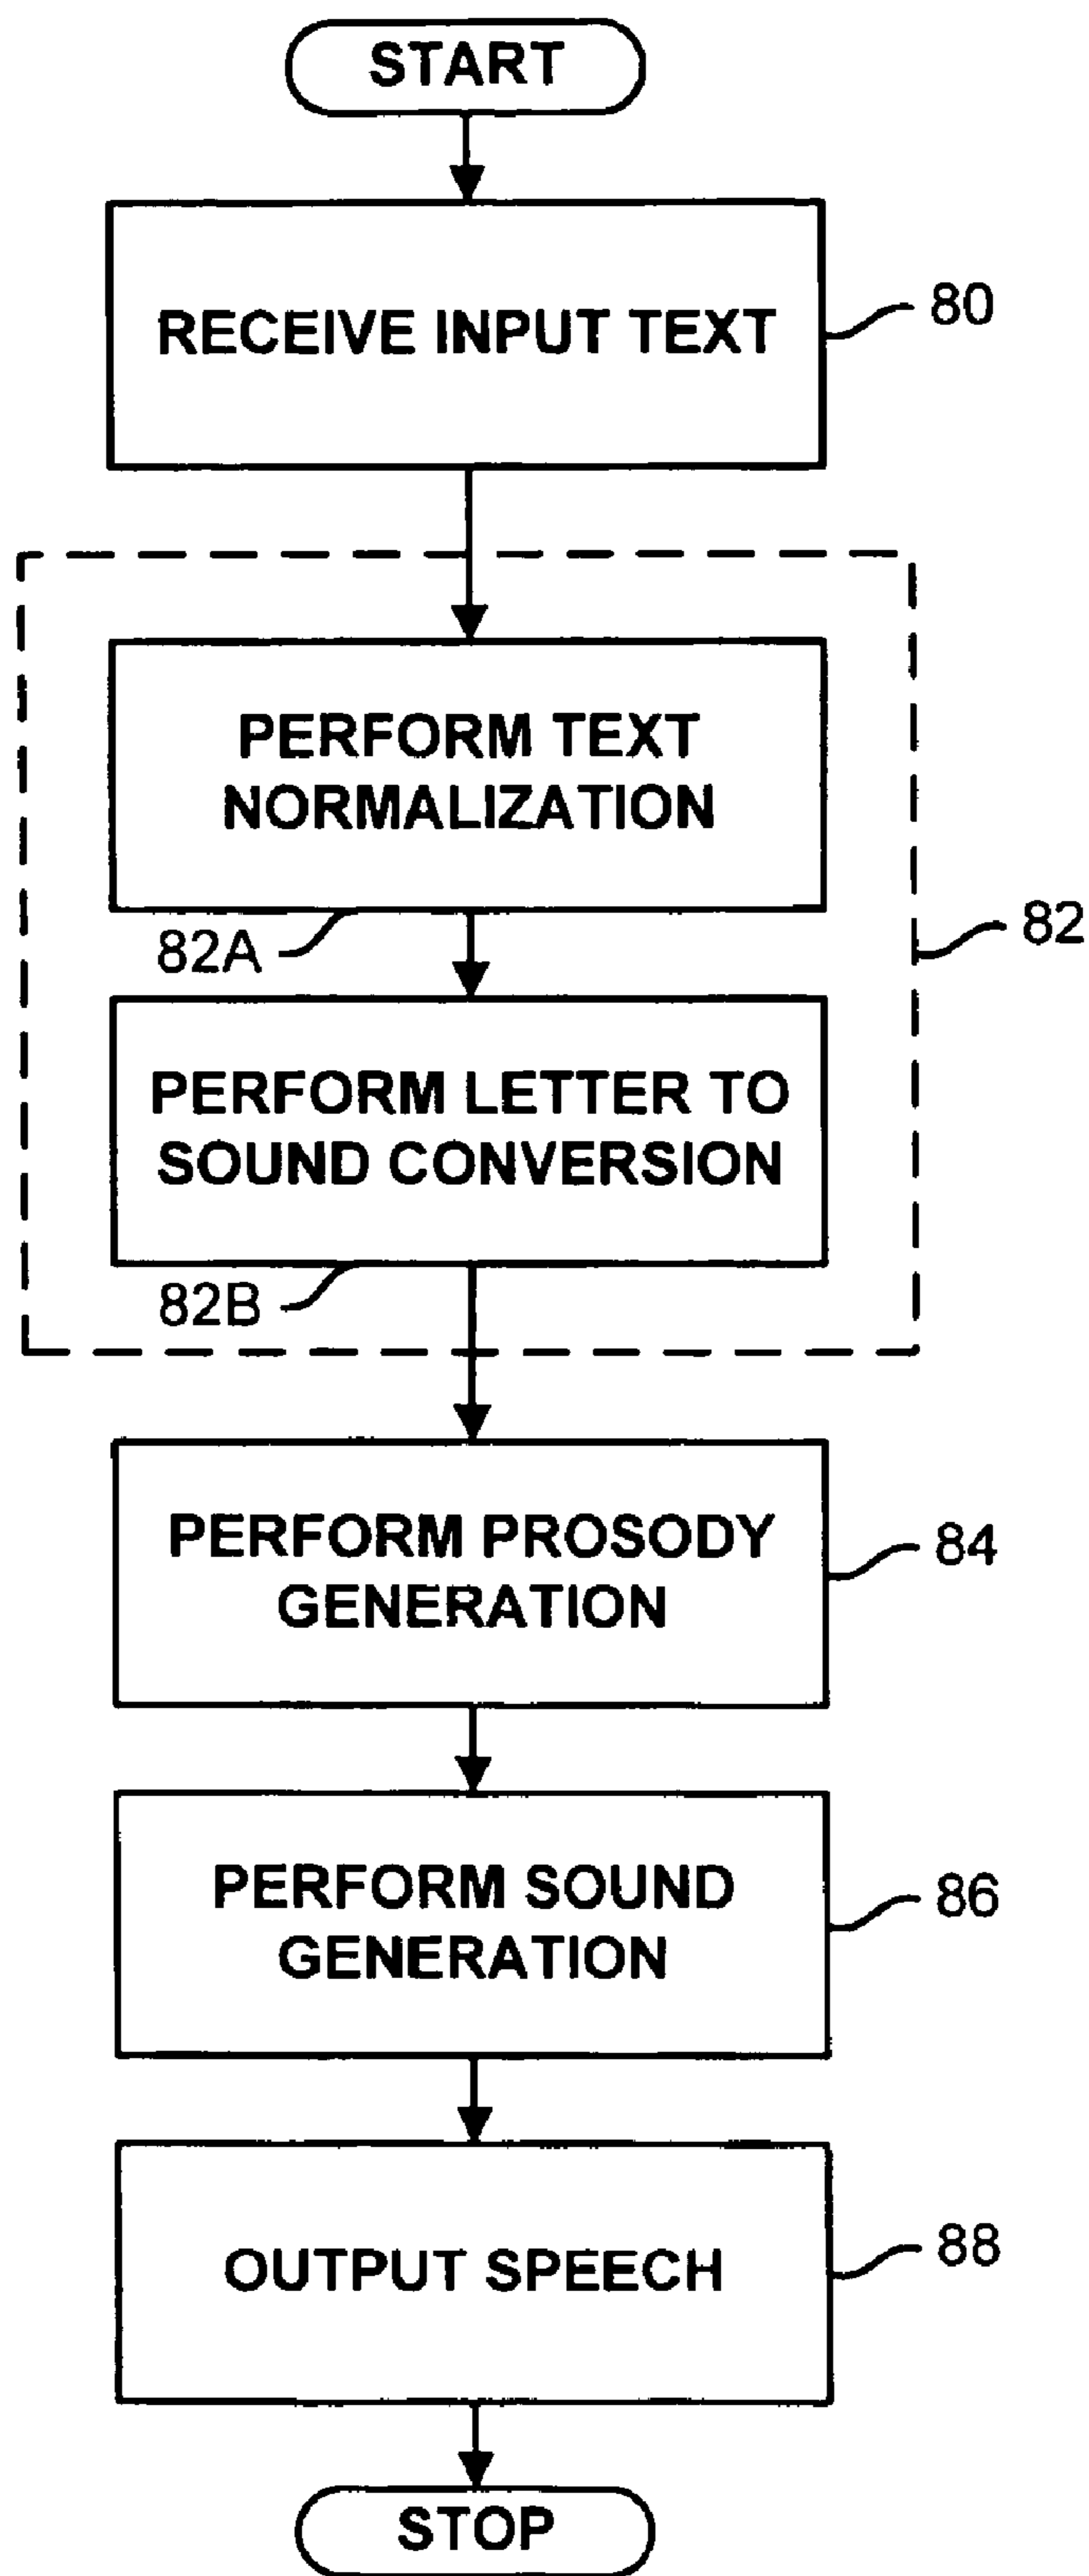 START
RECEIVE INPUT TEXT
80
PERFORM TEXT
NORMALIZATION
82A
82
PERFORM LETTER TO
SOUND CONVERSION
82B
PERFORM PROSODY
GENERATION
84
PERFORM SOUND
GENERATION
86
OUTPUT SPEECH
88
STOP